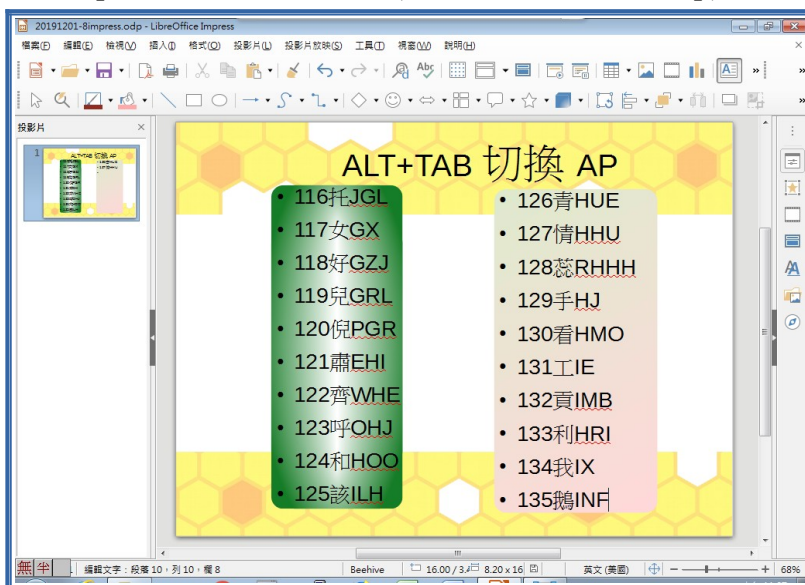 20191201-8impress.odp - LibreOffice Impress
檔案(F) 編輯(E) 檢視(V) 插入(I) 格式(O) 投影片(L) 投影片放映(S) 工具(T) 視窗(W) 說明(H)
投影片
1
ALT+TAB 切換 AP
ALT+TAB 切換 AP
• 116托JGL
• 117女GX
• 118好GZJ
• 119兒GRL
• 120倪PGR
• 121肅EHI
• 122齊WHE
• 123呼OHJ
• 124和HOO
• 125該ILH
• 126青HUE
• 127情HHU
• 128蕊RHHH
• 129手HJ
• 130看HMO
• 131工IE
• 132貢IMB
• 133利HRI
• 134我IX
• 135鵝INF
無 半 編輯文字：段落 10，列 10，欄 8 Beehive 8.20 x 16 英文 (美國) 68%